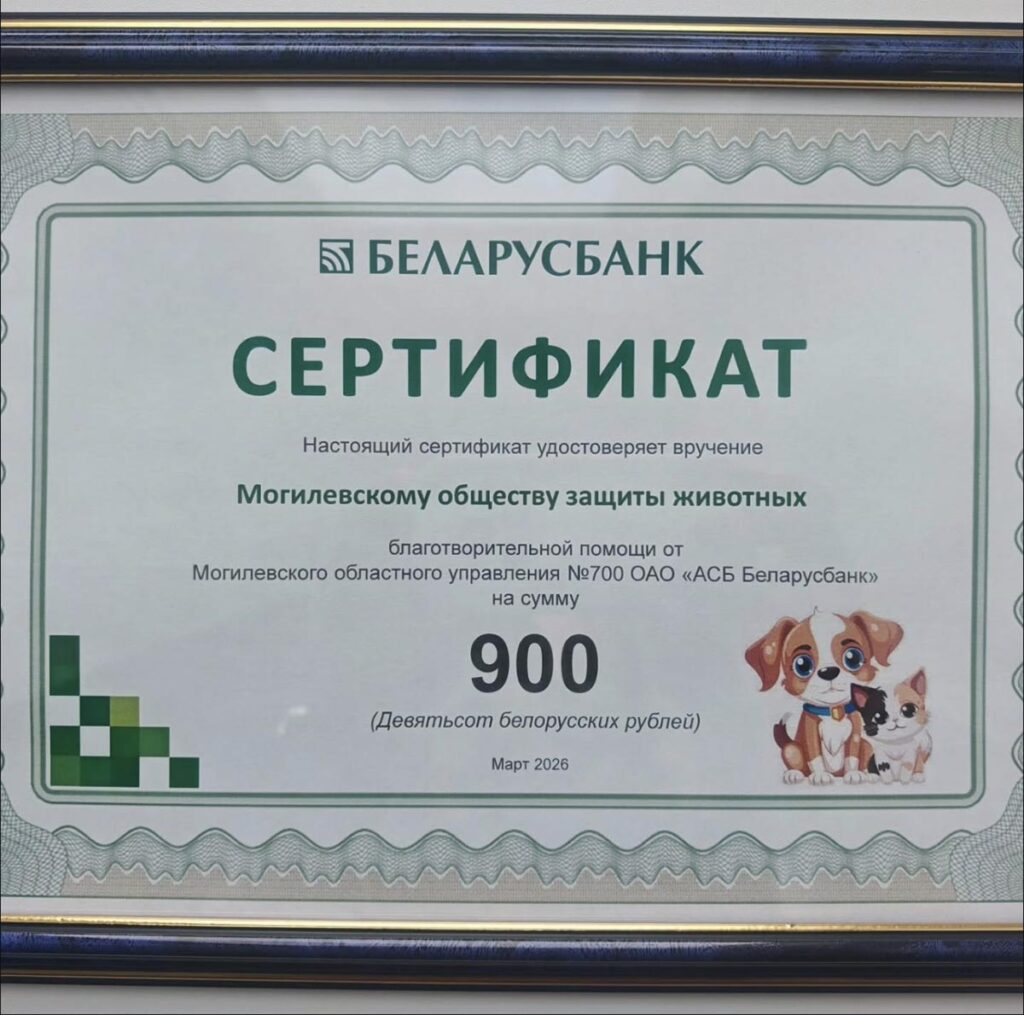 БЕЛАРУСБАНК
СЕРТИФИКАТ
Настоящий сертификат удостоверяет вручение
Могилевскому обществу защиты животных
благотворительной помощи от
Могилевского областного управления №700 ОАО «АСБ Беларусбанк»
на сумму
900
(Девятьсот белорусских рублей)
Март 2026